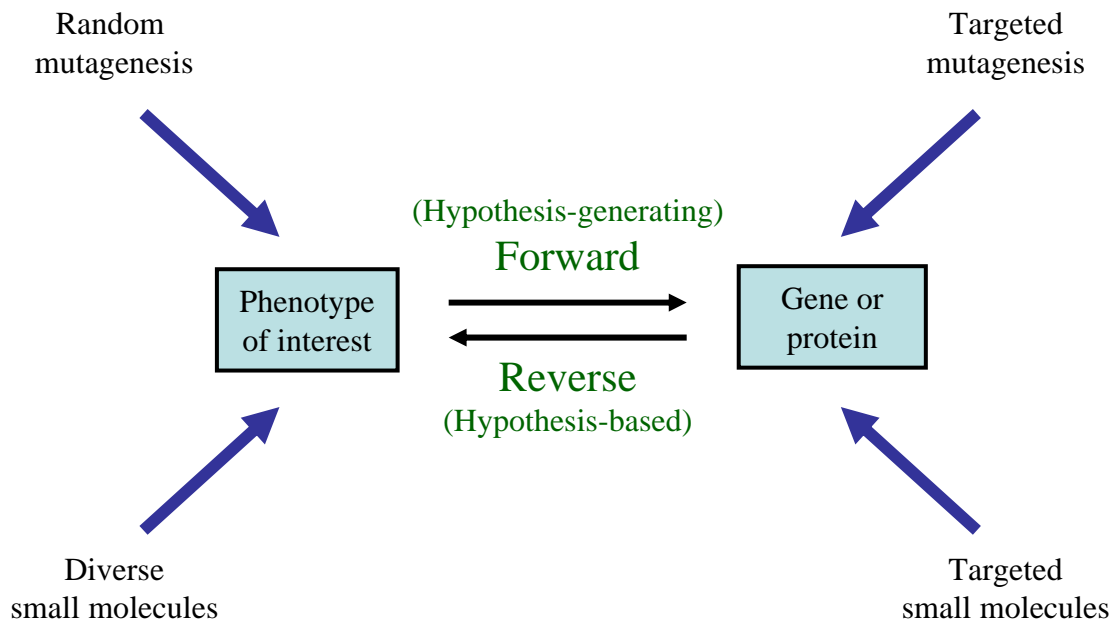 Random
mutagenesis
Targeted
mutagenesis
(Hypothesis-generating)
Forward
Phenotype
of interest
Gene or
protein
Reverse
(Hypothesis-based)
Diverse
small molecules
Targeted
small molecules